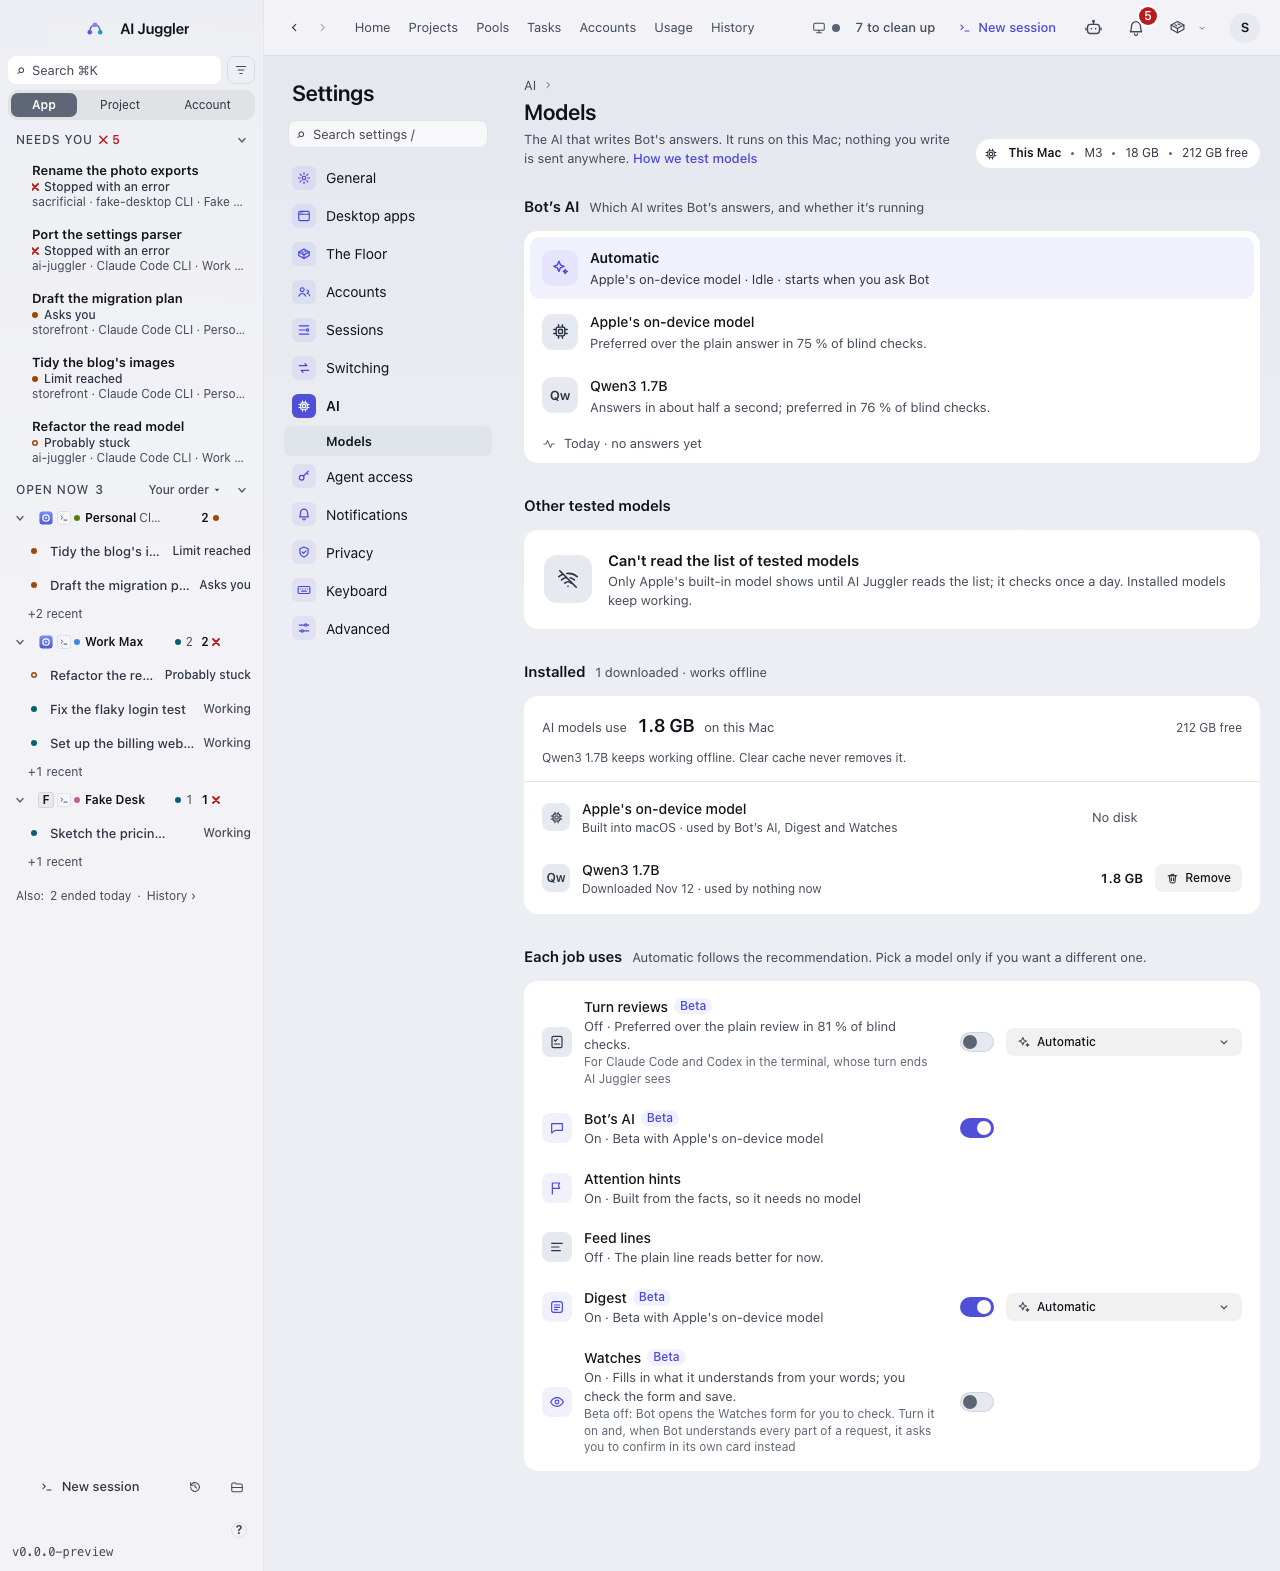 AI Juggler
Search ⌘K
App Project Account
NEEDS YOU 5
Rename the photo exports
Stopped with an error
sacrificial · fake-desktop CLI · Fake ...
Port the settings parser
Stopped with an error
ai-juggler · Claude Code CLI · Work ...
Draft the migration plan
Asks you
storefront · Claude Code CLI · Perso...
Tidy the blog's images
Limit reached
storefront · Claude Code CLI · Perso...
Refactor the read model
Probably stuck
ai-juggler · Claude Code CLI · Work ...
OPEN NOW 3 Your order
Personal Cl... 2
Tidy the blog's i... Limit reached
Draft the migration p... Asks you
+2 recent
Work Max 2 2
Refactor the re... Probably stuck
Fix the flaky login test Working
Set up the billing web... Working
+1 recent
F Fake Desk 1 1
Sketch the pricin... Working
+1 recent
Also: 2 ended today · History ›
New session
?
v0.0.0-preview
Home Projects Pools Tasks Accounts Usage History
7 to clean up New session 5 S
Settings
Search settings /
General
Desktop apps
The Floor
Accounts
Sessions
Switching
AI
Models
Agent access
Notifications
Privacy
Keyboard
Advanced
AI ›
Models
The AI that writes Bot's answers. It runs on this Mac; nothing you write
is sent anywhere. How we test models
This Mac • M3 • 18 GB • 212 GB free
Bot's AI Which AI writes Bot's answers, and whether it's running
Automatic
Apple's on-device model · Idle · starts when you ask Bot
Apple's on-device model
Preferred over the plain answer in 75 % of blind checks.
Qw Qwen3 1.7B
Answers in about half a second; preferred in 76 % of blind checks.
Today · no answers yet
Other tested models
Can't read the list of tested models
Only Apple's built-in model shows until AI Juggler reads the list; it checks once a day. Installed models
keep working.
Installed 1 downloaded · works offline
AI models use 1.8 GB on this Mac 212 GB free
Qwen3 1.7B keeps working offline. Clear cache never removes it.
Apple's on-device model
Built into macOS · used by Bot's AI, Digest and Watches
No disk
Qw Qwen3 1.7B
Downloaded Nov 12 · used by nothing now
1.8 GB Remove
Each job uses Automatic follows the recommendation. Pick a model only if you want a different one.
Turn reviews Beta
Off · Preferred over the plain review in 81 % of blind
checks.
For Claude Code and Codex in the terminal, whose turn ends
AI Juggler sees
Automatic
Bot's AI Beta
On · Beta with Apple's on-device model
Attention hints
On · Built from the facts, so it needs no model
Feed lines
Off · The plain line reads better for now.
Digest Beta
On · Beta with Apple's on-device model
Automatic
Watches Beta
On · Fills in what it understands from your words; you
check the form and save.
Beta off: Bot opens the Watches form for you to check. Turn it
on and, when Bot understands every part of a request, it asks
you to confirm in its own card instead